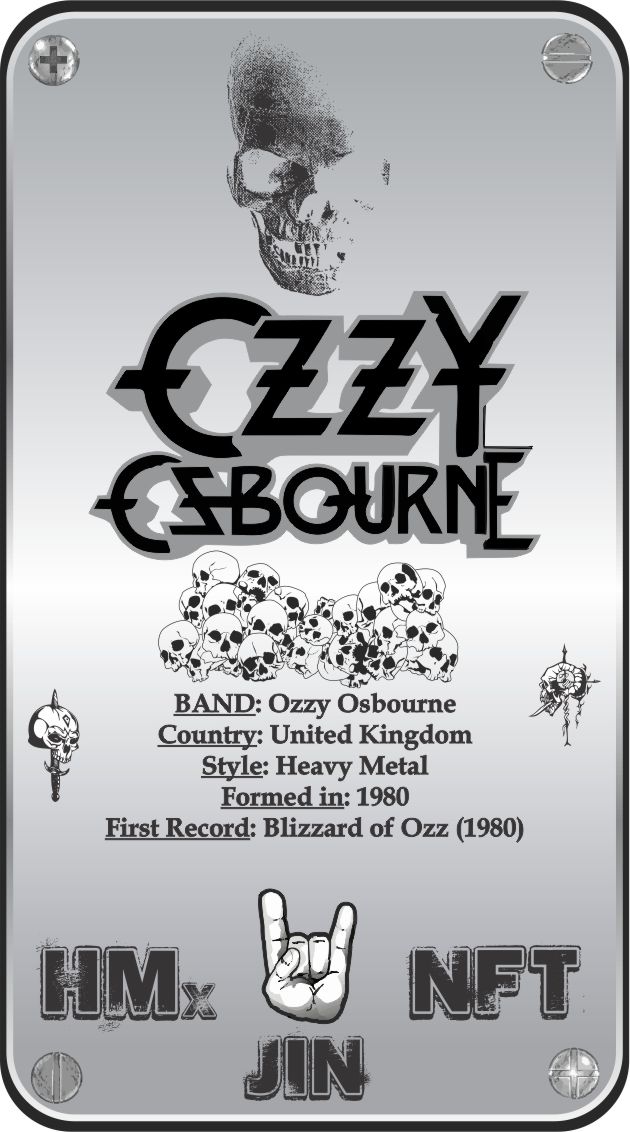 OZZY
OSBOURNE
BAND: Ozzy Osbourne
Country: United Kingdom
Style: Heavy Metal
Formed in: 1980
First Record: Blizzard of Ozz (1980)
HMx NFT
JIN